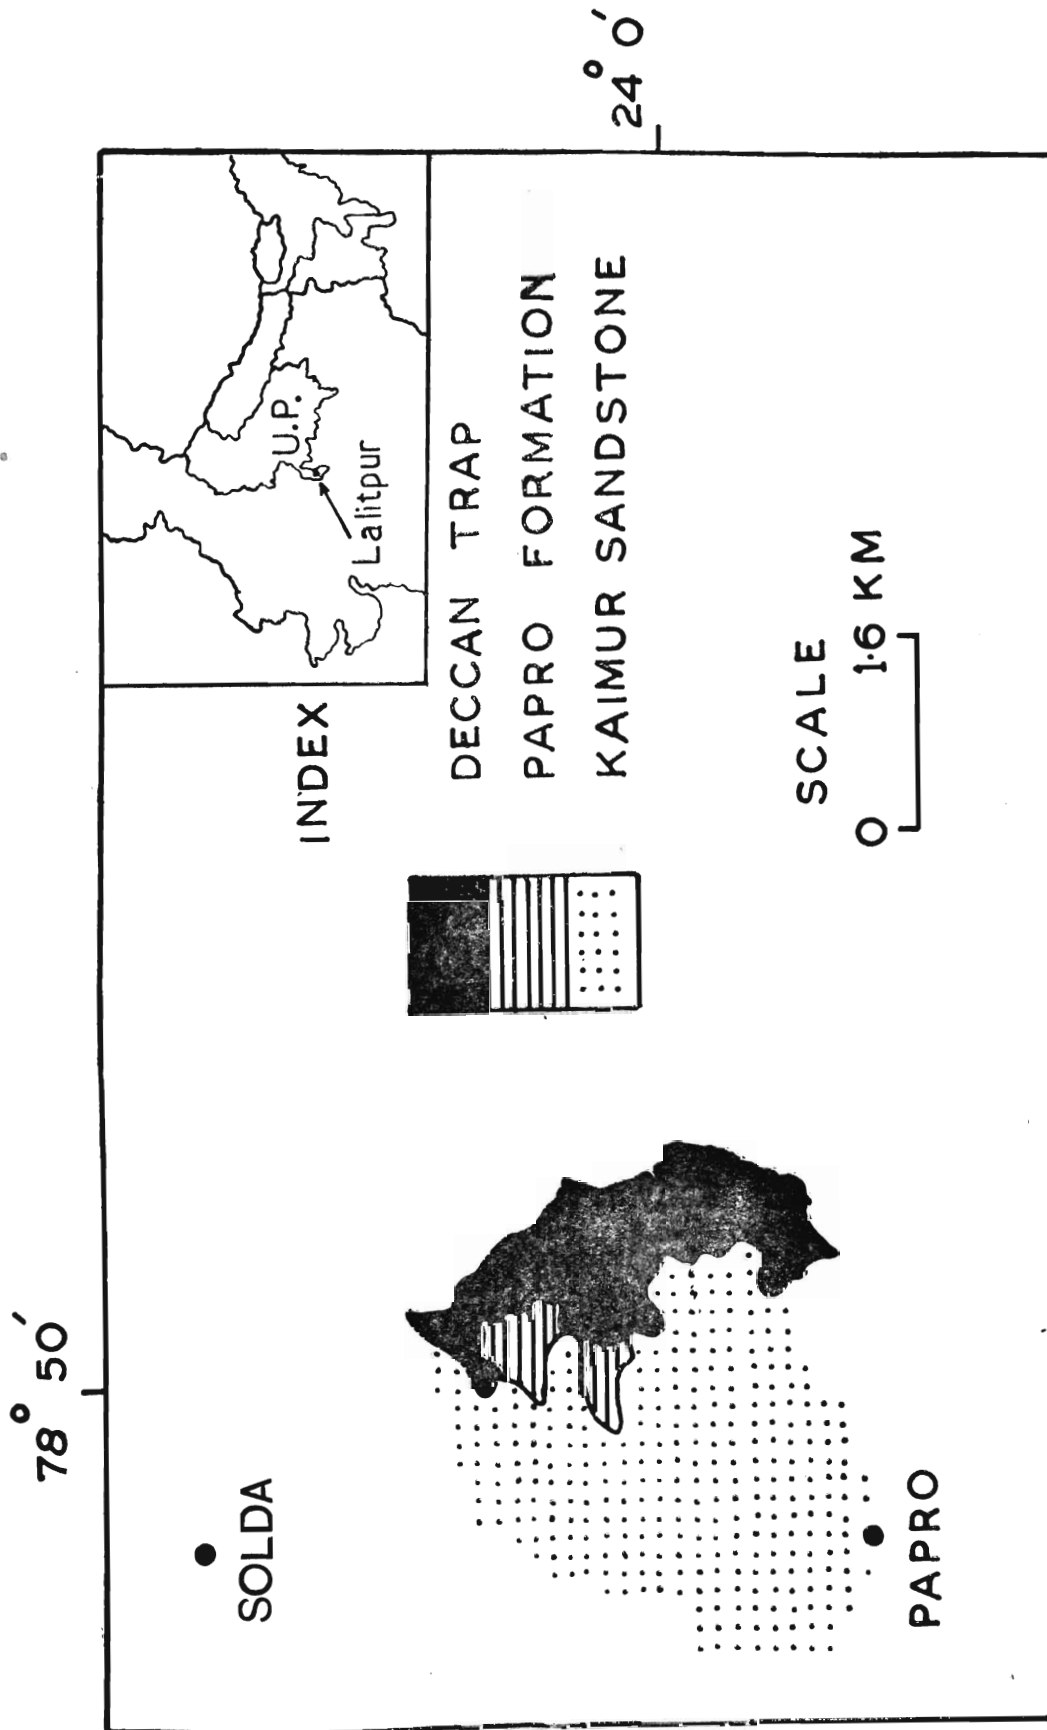 78° 50′
24° 0′
SOLDA
PAPRO
U.P.
Lalitpur
INDEX
DECCAN TRAP
PAPRO FORMATION
KAIMUR SANDSTONE
SCALE
0 1.6 KM